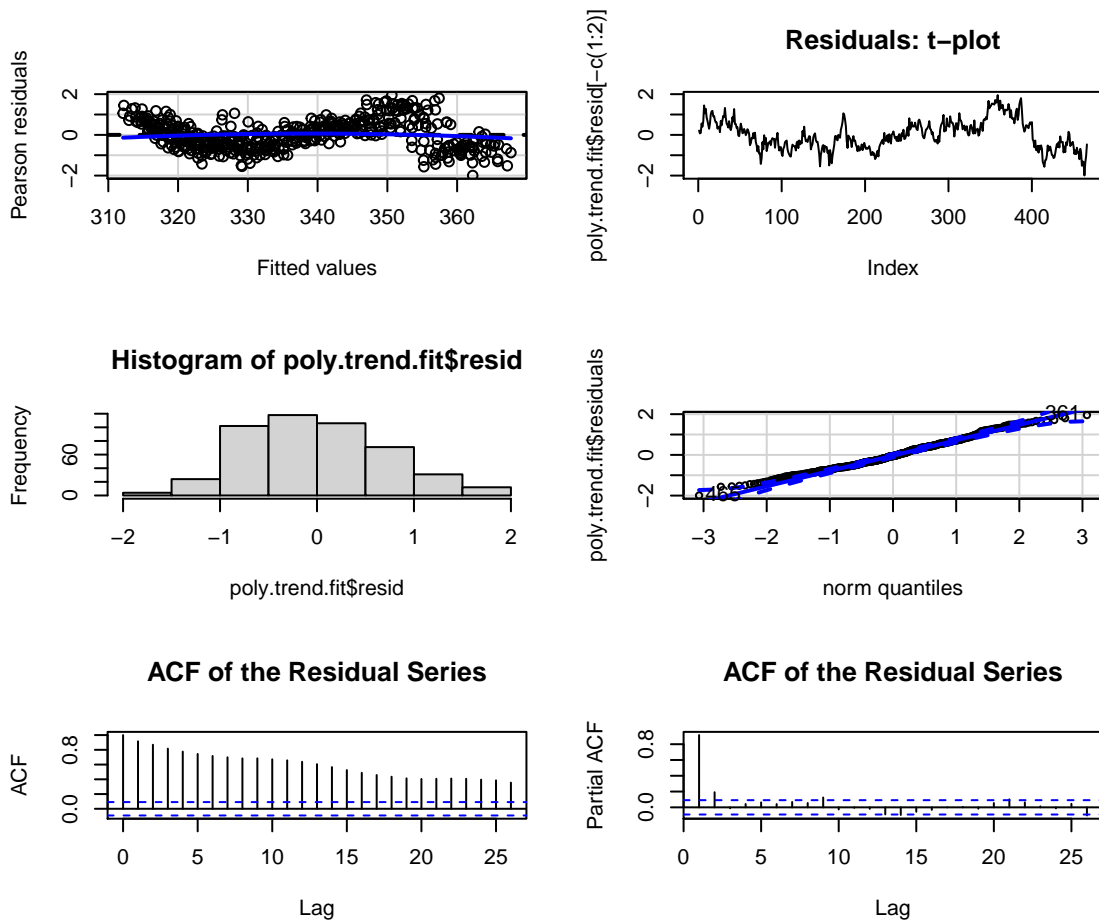 Pearson residuals
2
0
−2
310 320 330 340 350 360
Fitted values
Residuals: t−plot
poly.trend.fit$resid[−c(1:2)]
2
0
−2
0 100 200 300 400
Index
Histogram of poly.trend.fit$resid
Frequency
60
0
−2 −1 0 1 2
poly.trend.fit$resid
poly.trend.fit$residuals
2
0
−2
361
465
−3 −2 −1 0 1 2 3
norm quantiles
ACF of the Residual Series
ACF
0.8
0.0
0 5 10 15 20 25
Lag
ACF of the Residual Series
Partial ACF
0.8
0.0
0 5 10 15 20 25
Lag